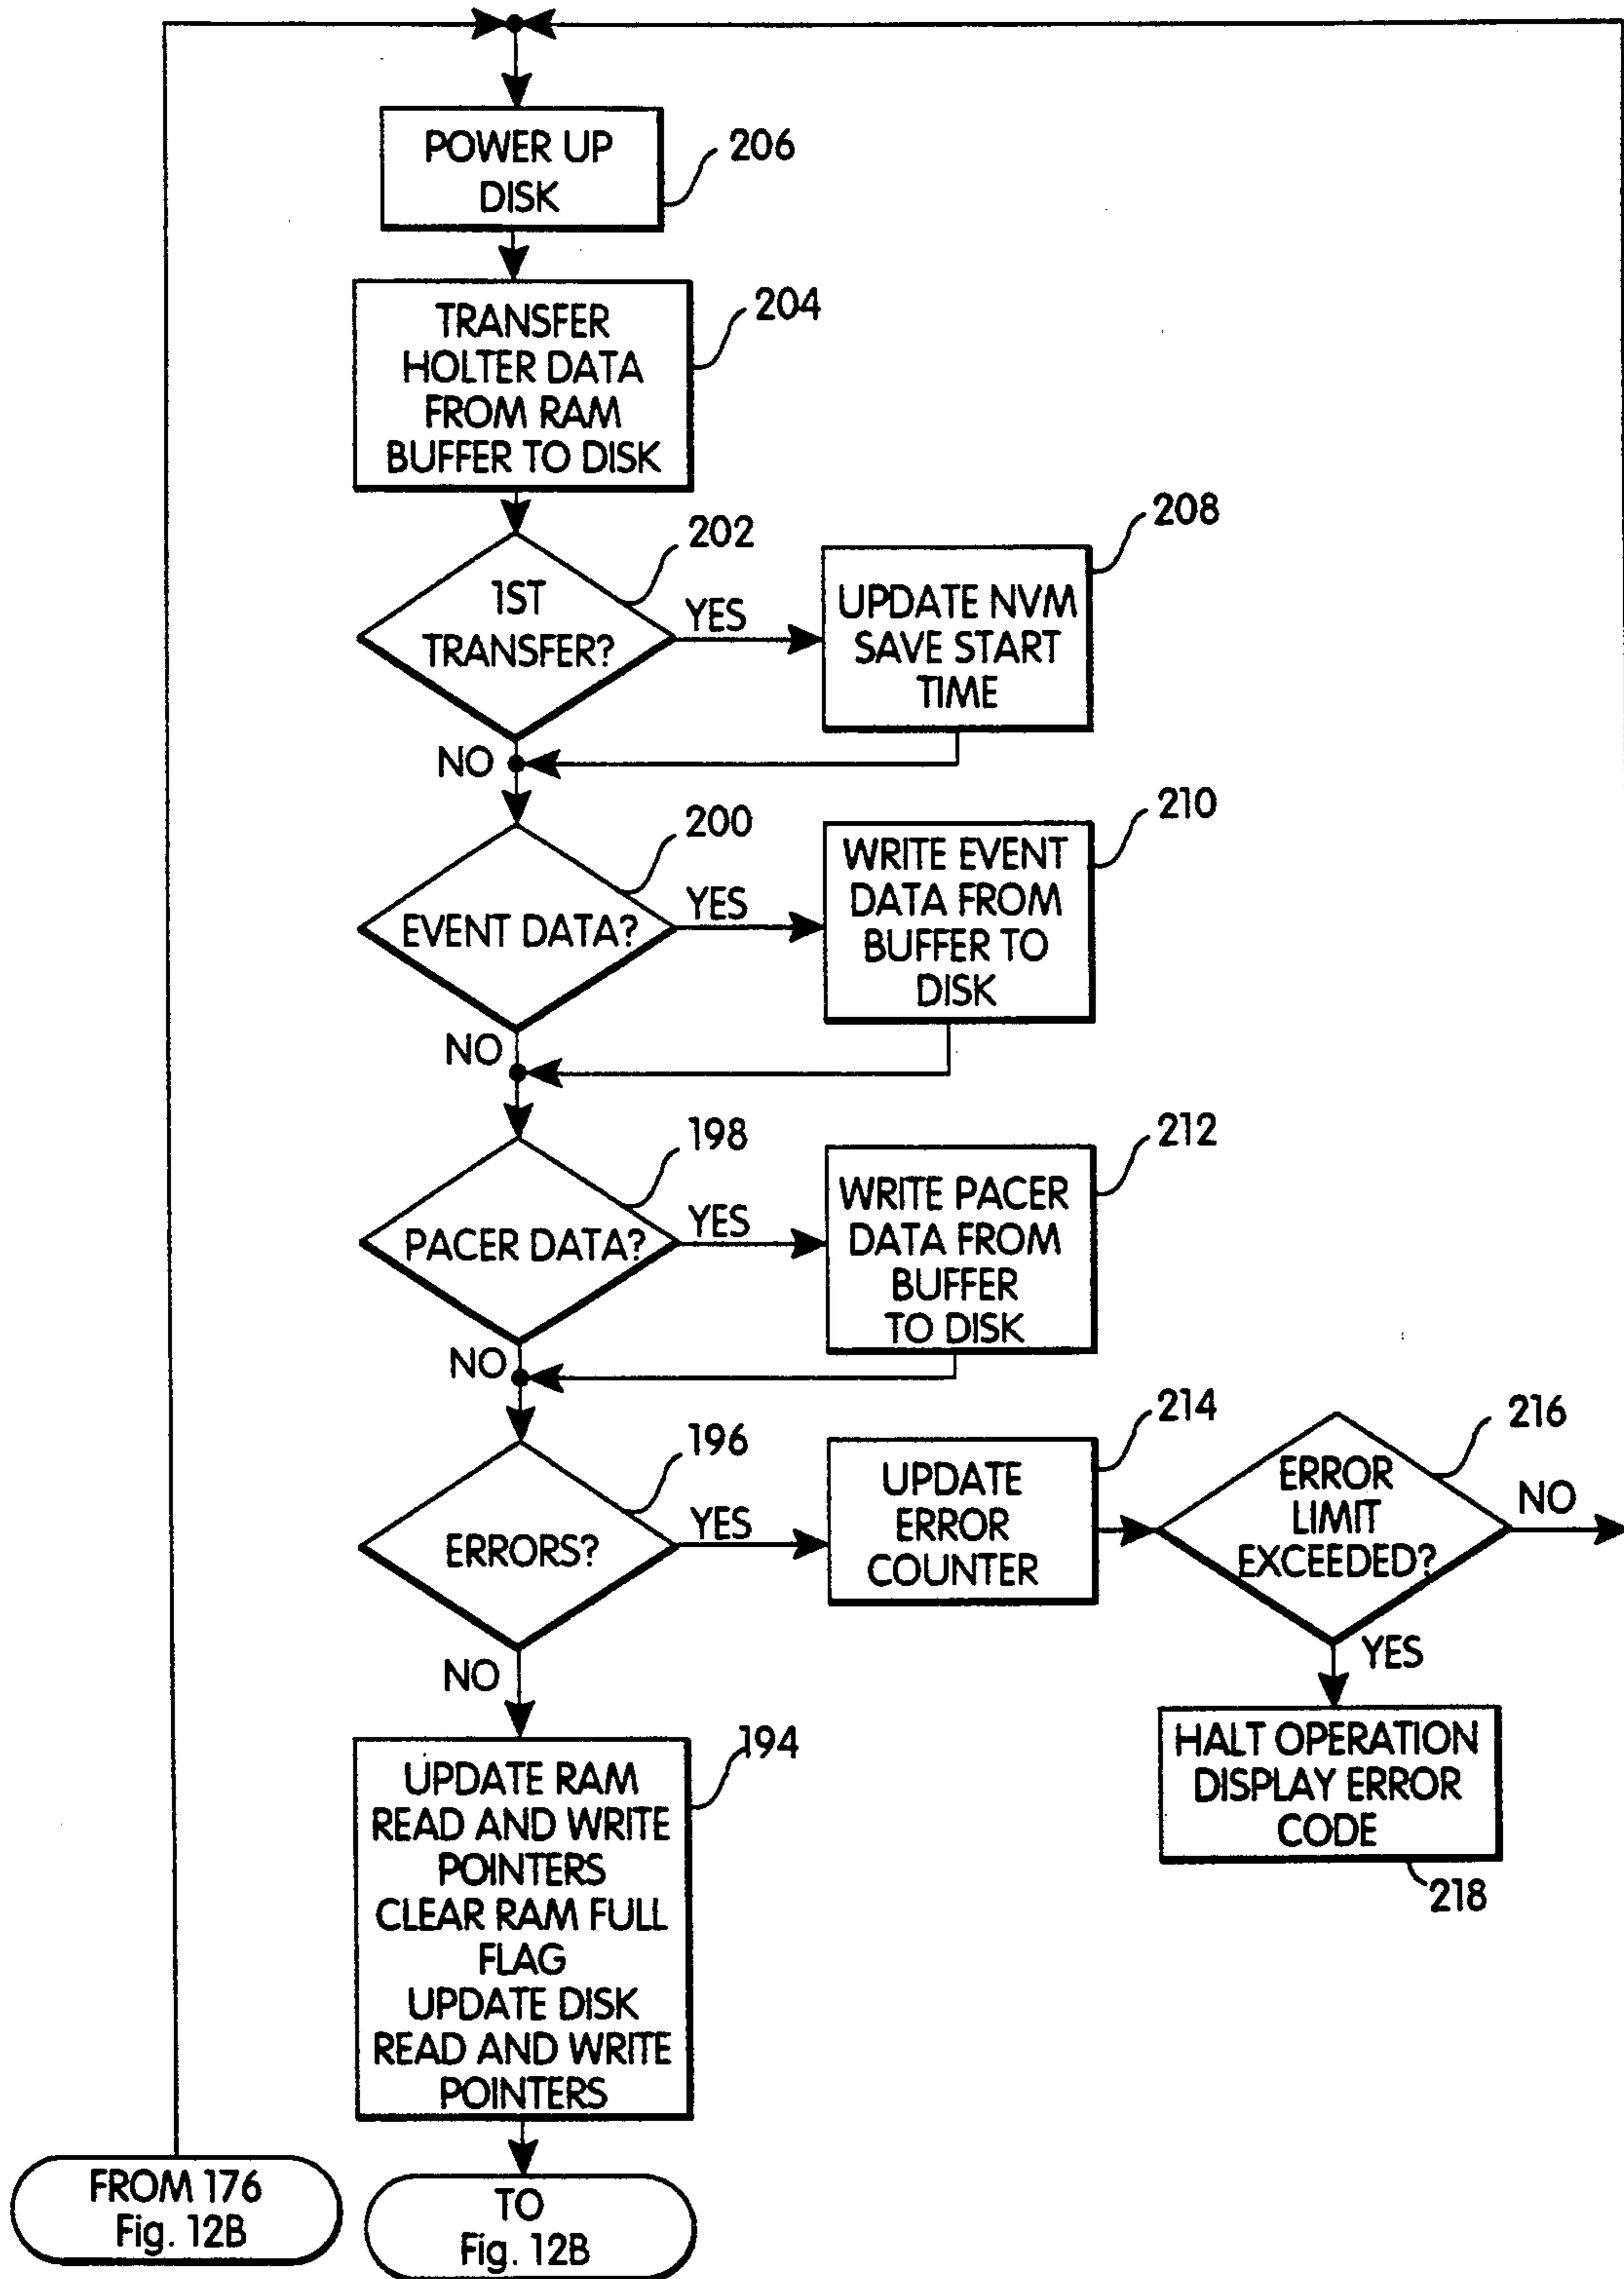 POWER UP
DISK
206
TRANSFER
HOLTER DATA
FROM RAM
BUFFER TO DISK
204
1ST
TRANSFER?
202
YES
UPDATE NVM
SAVE START
TIME
208
NO
EVENT DATA?
200
YES
WRITE EVENT
DATA FROM
BUFFER TO
DISK
210
NO
PACER DATA?
198
YES
WRITE PACER
DATA FROM
BUFFER
TO DISK
212
NO
ERRORS?
196
YES
UPDATE
ERROR
COUNTER
214
ERROR
LIMIT
EXCEEDED?
216
NO
YES
HALT OPERATION
DISPLAY ERROR
CODE
218
NO
UPDATE RAM
READ AND WRITE
POINTERS
CLEAR RAM FULL
FLAG
UPDATE DISK
READ AND WRITE
POINTERS
194
FROM 176
Fig. 12B
TO
Fig. 12B